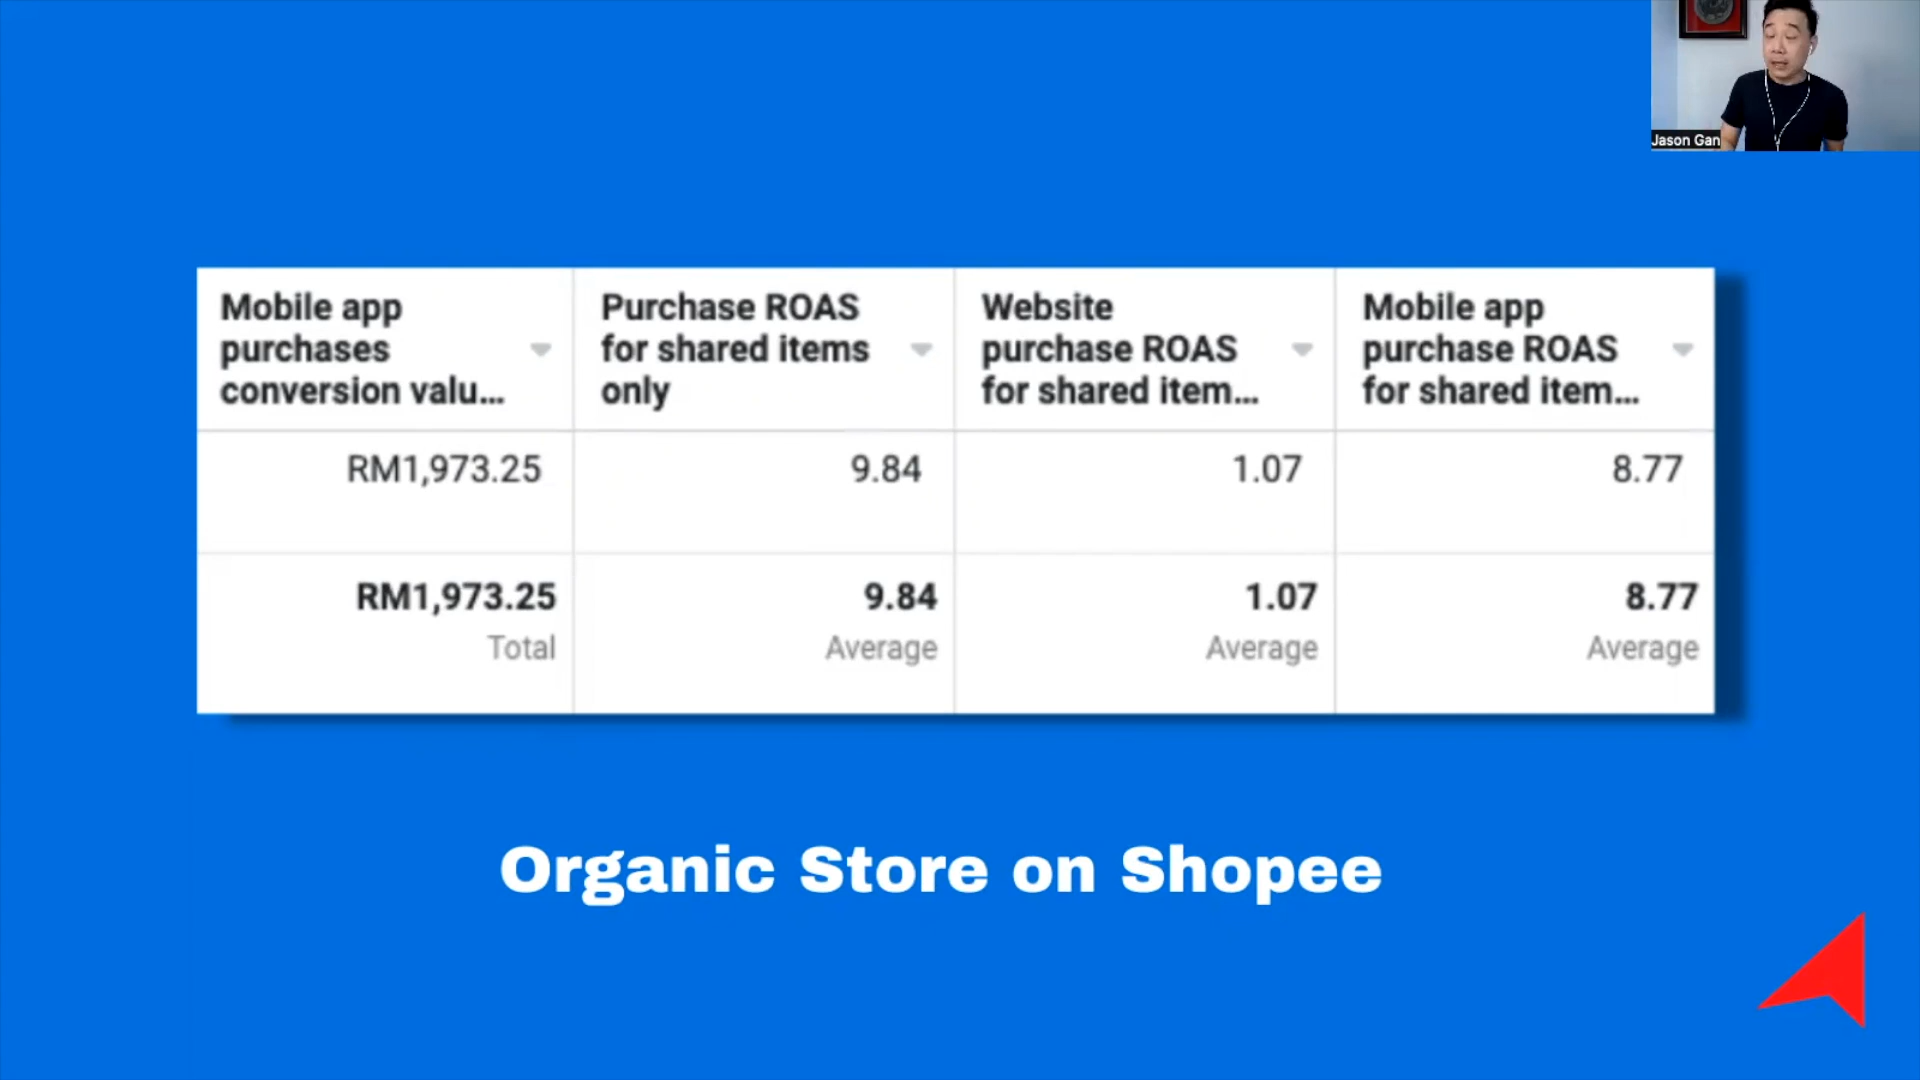 Jason Gan
Mobile app
purchases
conversion valu...
Purchase ROAS
for shared items
only
Website
purchase ROAS
for shared item...
Mobile app
purchase ROAS
for shared item...
RM1,973.25
9.84
1.07
8.77
RM1,973.25
Total
9.84
Average
1.07
Average
8.77
Average
Organic Store on Shopee